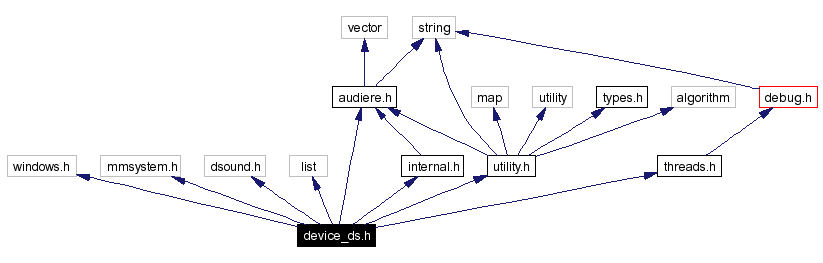 vector
string
audiere.h
map
utility
types.h
algorithm
debug.h
windows.h
mmsystem.h
dsound.h
list
internal.h
utility.h
threads.h
device_ds.h